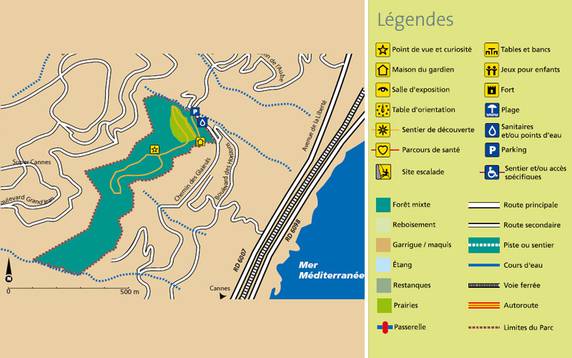 Légendes
Point de vue et curiosité
Maison du gardien
Salle d'exposition
Table d'orientation
Sentier de découverte
Parcours de santé
Site escalade
Tables et bancs
Jeux pour enfants
Fort
Plage
Sanitaires
et/ou points d'eau
Parking
Sentier et/ou accès
spécifiques
Forêt mixte
Reboisement
Garrigue / maquis
Étang
Restanques
Prairies
Passerelle
Route principale
Route secondaire
Piste ou sentier
Cours d'eau
Voie ferrée
Autoroute
Limites du Parc
Avenue de la Liberté
Super Cannes
Chemin des Glaeuls
RD 6007
RD 6098
Mer
Méditerranée
Cannes
0
500 m
P
P